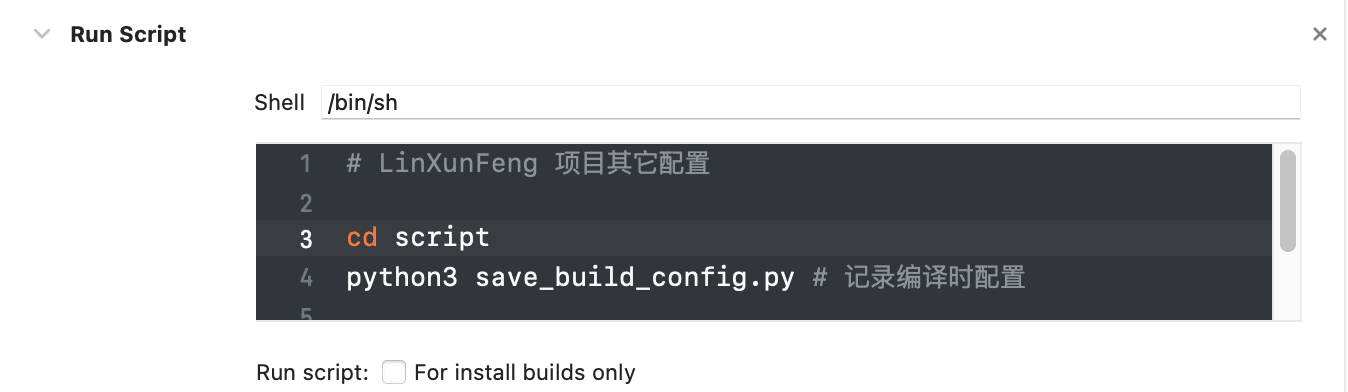 Run Script
Shell /bin/sh
1 # LinXunFeng 项目其它配置
2
3 cd script
4 python3 save_build_config.py # 记录编译时配置
5
Run script: For install builds only